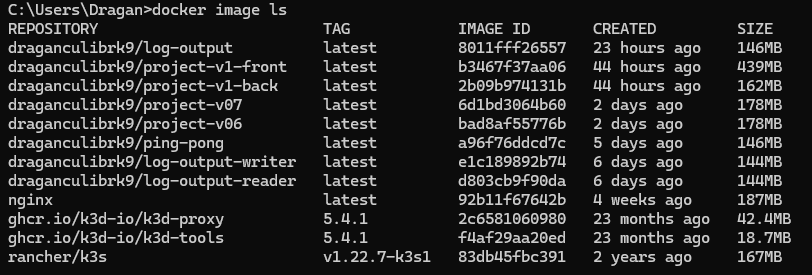 C:\Users\Dragan>docker image ls
REPOSITORY TAG IMAGE ID CREATED SIZE
draganculibrk9/log-output latest 8011fff26557 23 hours ago 146MB
draganculibrk9/project-v1-front latest b3467f37aa06 44 hours ago 439MB
draganculibrk9/project-v1-back latest 2b09b974131b 44 hours ago 162MB
draganculibrk9/project-v07 latest 6d1bd3064b60 2 days ago 178MB
draganculibrk9/project-v06 latest bad8af55776b 2 days ago 178MB
draganculibrk9/ping-pong latest a96f76ddcd7c 5 days ago 146MB
draganculibrk9/log-output-writer latest e1c189892b74 6 days ago 144MB
draganculibrk9/log-output-reader latest d803cb9f90da 6 days ago 144MB
nginx latest 92b11f67642b 4 weeks ago 187MB
ghcr.io/k3d-io/k3d-proxy 5.4.1 2c6581060980 23 months ago 42.4MB
ghcr.io/k3d-io/k3d-tools 5.4.1 f4af29aa20ed 23 months ago 18.7MB
rancher/k3s v1.22.7-k3s1 83db45fbc391 2 years ago 167MB